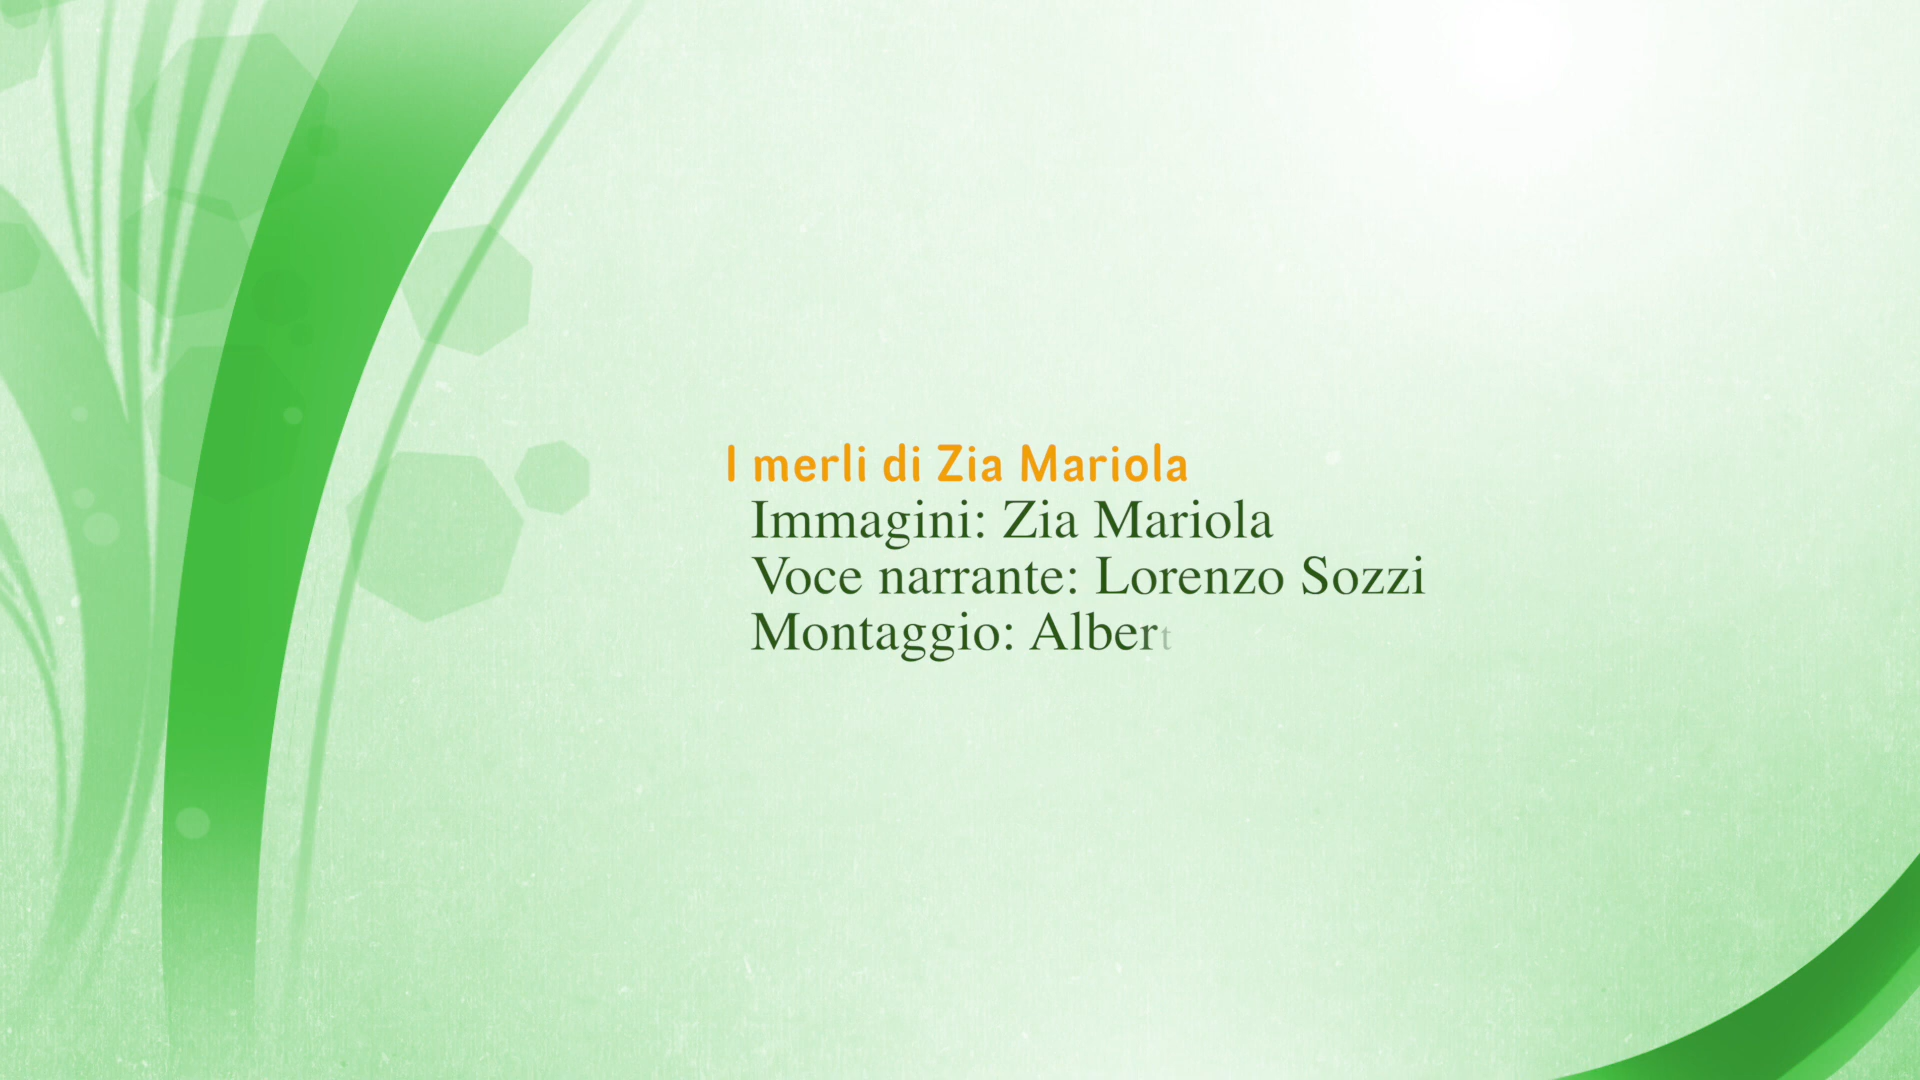 I merli di Zia Mariola
Immagini: Zia Mariola
Voce narrante: Lorenzo Sozzi
Montaggio: Albert